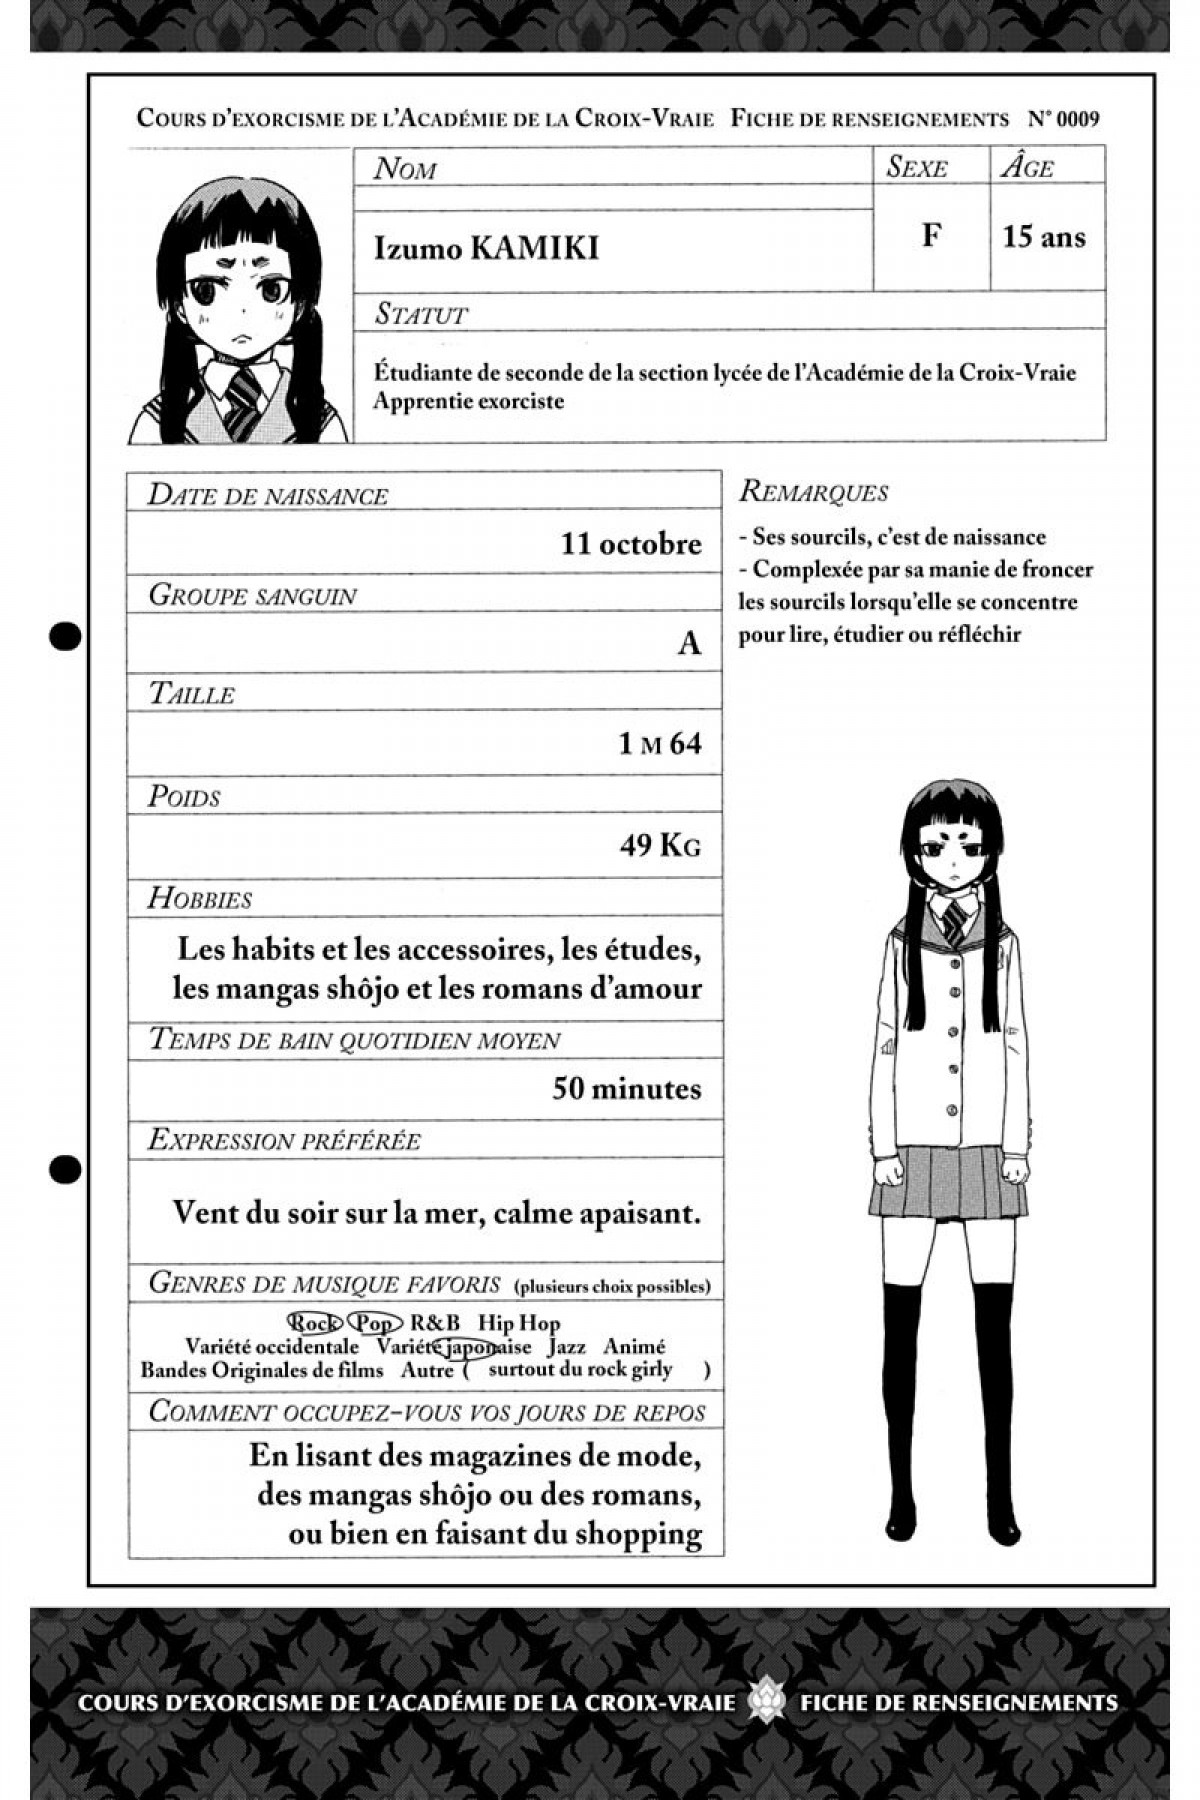 COURS D'EXORCISME DE L'ACADÉMIE DE LA CROIX-VRAIE FICHE DE RENSEIGNEMENTS N° 0009
NOM
SEXE
ÂGE
Izumo KAMIKI
F
15 ans
STATUT
Étudiante de seconde de la section lycée de l'Académie de la Croix-Vraie
Apprentie exorciste
DATE DE NAISSANCE
11 octobre
GROUPE SANGUIN
A
TAILLE
1 M 64
POIDS
49 KG
HOBBIES
Les habits et les accessoires, les études,
les mangas shôjo et les romans d'amour
TEMPS DE BAIN QUOTIDIEN MOYEN
50 minutes
EXPRESSION PRÉFÉRÉE
Vent du soir sur la mer, calme apaisant.
GENRES DE MUSIQUE FAVORIS (plusieurs choix possibles)
Rock Pop R&B Hip Hop
Variété occidentale Variété japonaise Jazz Animé
Bandes Originales de films Autre ( surtout du rock girly )
COMMENT OCCUPEZ-VOUS VOS JOURS DE REPOS
En lisant des magazines de mode,
des mangas shôjo ou des romans,
ou bien en faisant du shopping
REMARQUES
- Ses sourcils, c'est de naissance
- Complexée par sa manie de froncer
les sourcils lorsqu'elle se concentre
pour lire, étudier ou réfléchir
COURS D'EXORCISME DE L'ACADÉMIE DE LA CROIX-VRAIE FICHE DE RENSEIGNEMENTS